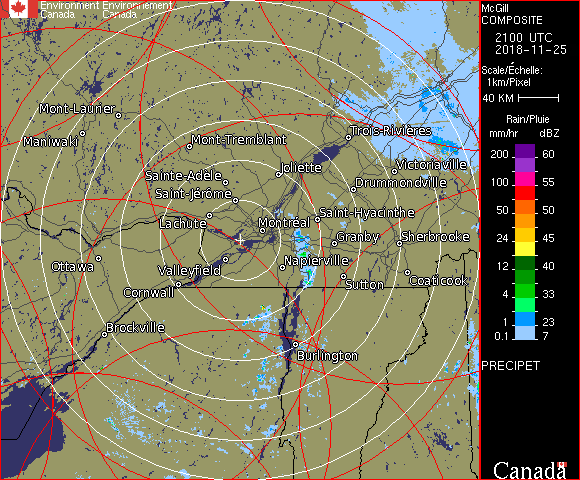 Environment Environnement
Canada Canada
Mont-Laurier
Maniwaki
Mont-Tremblant
Trois-Rivières
Sainte-Adèle
Joliette
Victoriaville
Saint-Jérôme
Drummondville
Lachute
Montréal
Saint-Hyacinthe
Granby
Sherbrooke
Ottawa
Valleyfield
Napierville
Cornwall
Sutton
Coaticook
Brockville
Burlington
McGill
COMPOSITE
2100 UTC
2018-11-25
Scale/Échelle:
1km/Pixel
40 KM
Rain/Pluie
mm/hr dBZ
200 60
100 55
50 50
24 45
12 40
4 33
1 23
0.1 7
PRECIPET
Canada